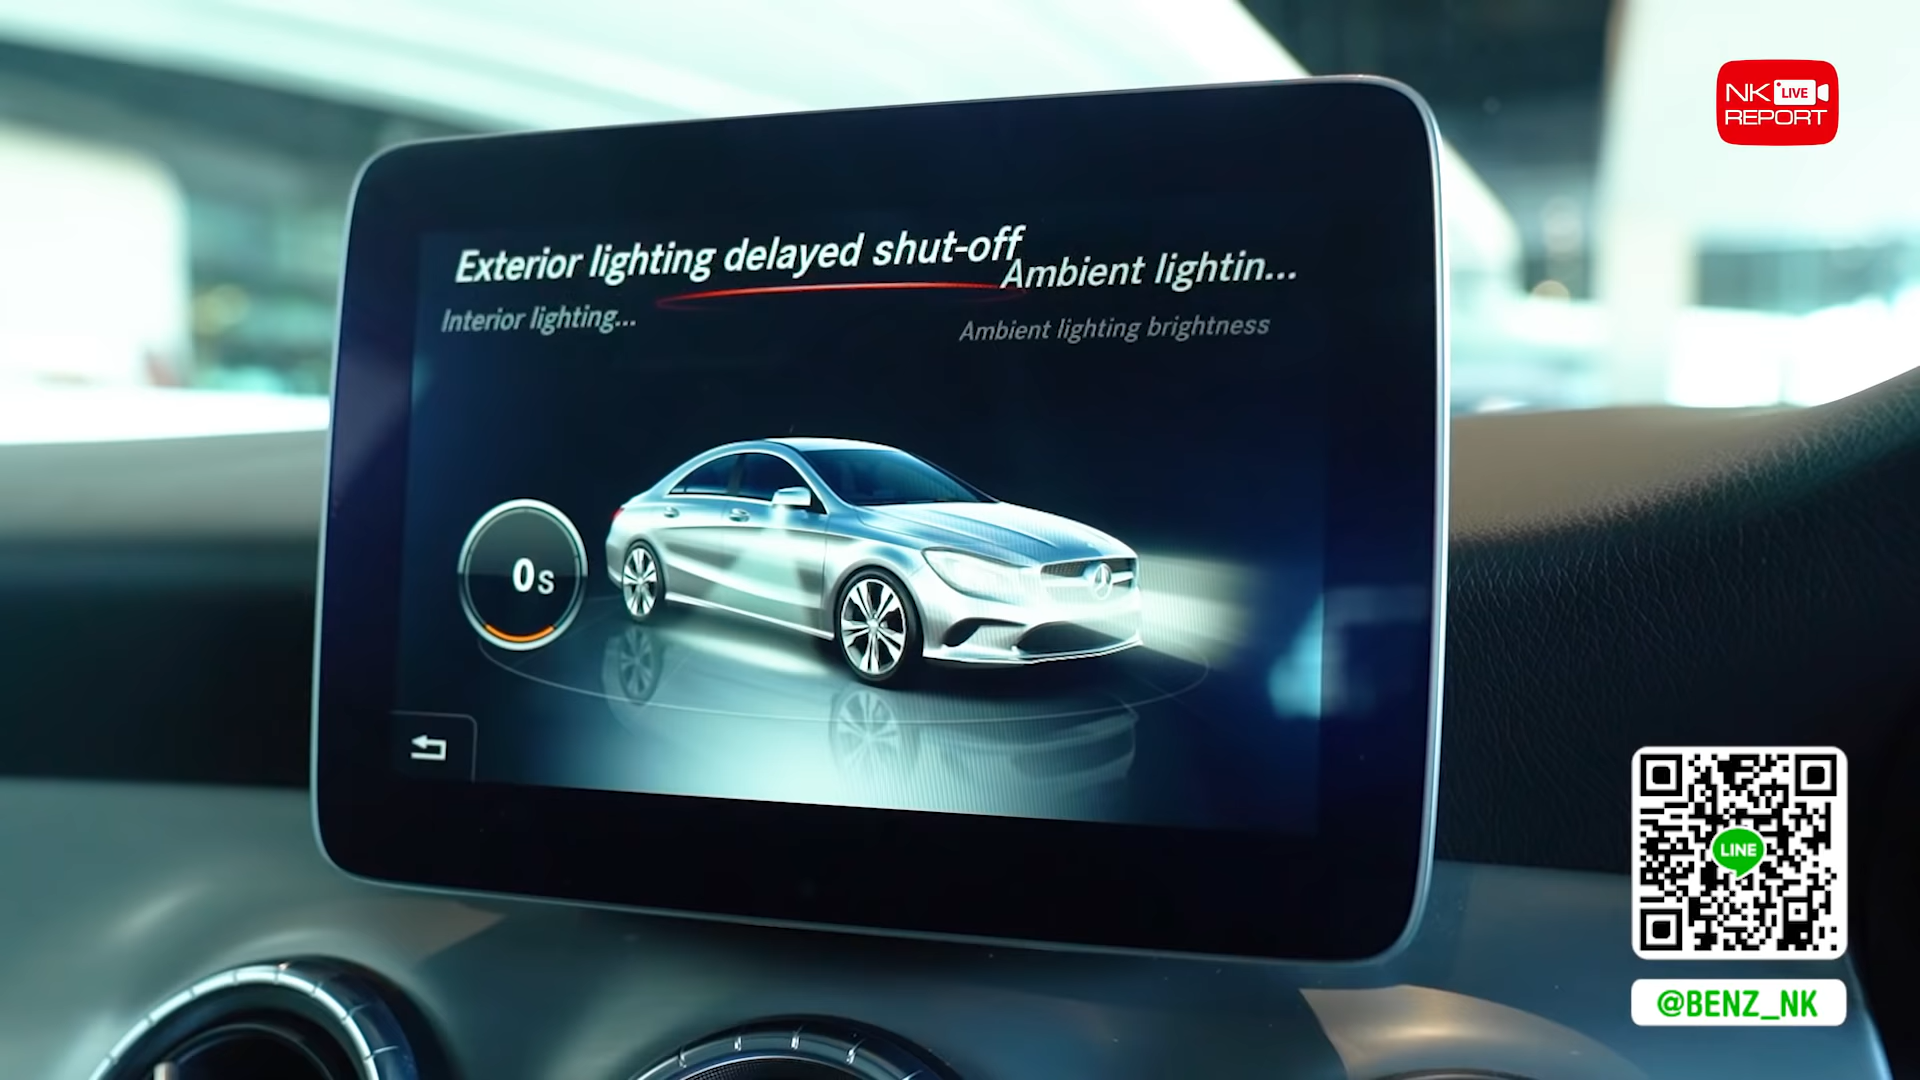 NK LIVE
REPORT
Exterior lighting delayed shut-off
Ambient lightin...
Interior lighting...
Ambient lighting brightness
0s
LINE
@BENZ_NK